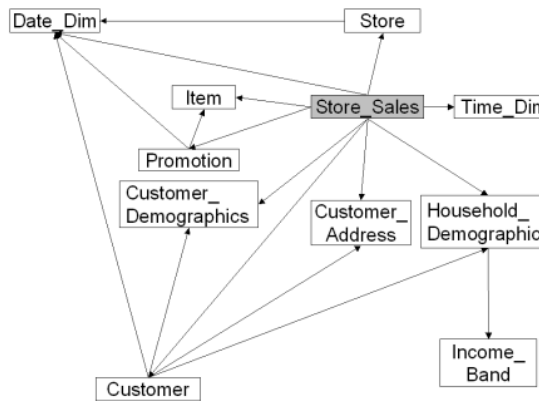 Date_Dim
Store
Item
Store_Sales
Time_Dim
Promotion
Customer_
Demographics
Customer_
Address
Household_
Demographic
Income_
Band
Customer